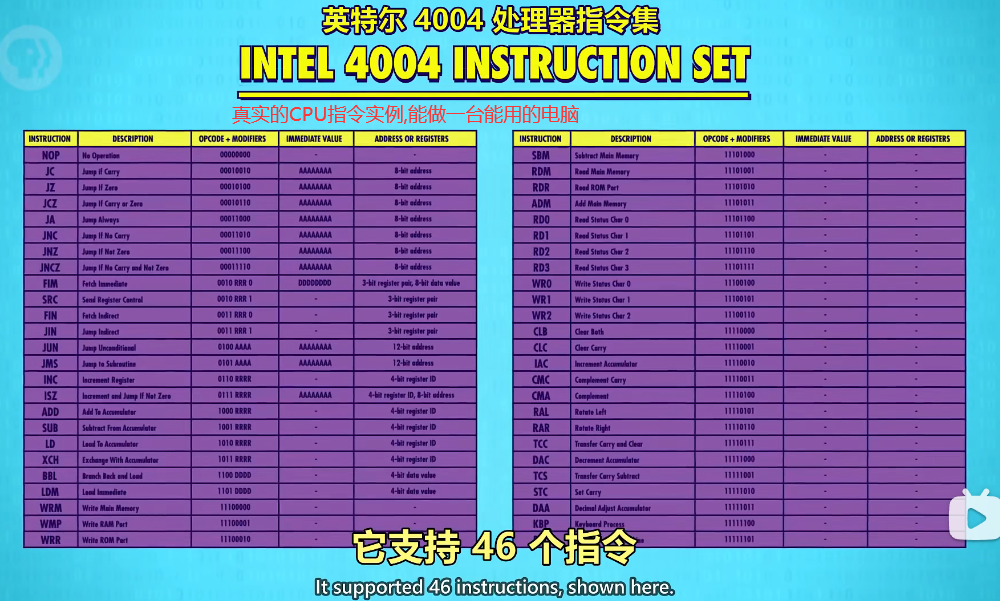 英特尔 4004 处理器指令集
INTEL 4004 INSTRUCTION SET
真实的CPU指令实例,能做一台能用的电脑
INSTRUCTION DESCRIPTION OPCODE + MODIFIERS IMMEDIATE VALUE ADDRESS OR REGISTERS
NOP No Operation 00000000 - -
JC Jump if Carry 00010010 AAAAAAAA 8-bit address
JZ Jump if Zero 00010100 AAAAAAAA 8-bit address
JCZ Jump if Carry or Zero 00010110 AAAAAAAA 8-bit address
JA Jump Always 00011000 AAAAAAAA 8-bit address
JNC Jump If No Carry 00011010 AAAAAAAA 8-bit address
JNZ Jump If Not Zero 00011100 AAAAAAAA 8-bit address
JNCZ Jump If No Carry and Not Zero 00011110 AAAAAAAA 8-bit address
FIM Fetch Immediate 0010 RRR 0 DDDDDDDD 3-bit register pair, 8-bit data value
SRC Send Register Control 0010 RRR 1 - 3-bit register pair
FIN Fetch Indirect 0011 RRR 0 - 3-bit register pair
JIN Jump Indirect 0011 RRR 1 - 3-bit register pair
JUN Jump Unconditional 0100 AAAA AAAAAAAA 12-bit address
JMS Jump to Subroutine 0101 AAAA AAAAAAAA 12-bit address
INC Increment Register 0110 RRRR - 4-bit register ID
ISZ Increment and Jump If Not Zero 0111 RRRR AAAAAAAA 4-bit register ID, 8-bit address
ADD Add To Accumulator 1000 RRRR - 4-bit register ID
SUB Subtract From Accumulator 1001 RRRR - 4-bit register ID
LD Load To Accumulator 1010 RRRR - 4-bit register ID
XCH Exchange With Accumulator 1011 RRRR - 4-bit register ID
BBL Branch Back and Load 1100 DDDD - 4-bit data value
LDM Load Immediate 1101 DDDD - 4-bit data value
WRM Write Main Memory 11100000 - -
WMP Write RAM Port 11100001 - -
WRR Write ROM Port 11100010 - -
INSTRUCTION DESCRIPTION OPCODE + MODIFIERS IMMEDIATE VALUE ADDRESS OR REGISTERS
SBM Subtract Main Memory 11101000 - -
RDM Read Main Memory 11101001 - -
RDR Read ROM Port 11101010 - -
ADM Add Main Memory 11101011 - -
RD0 Read Status Char 0 11101100 - -
RD1 Read Status Char 1 11101101 - -
RD2 Read Status Char 2 11101110 - -
RD3 Read Status Char 3 11101111 - -
WR0 Write Status Char 0 11100100 - -
WR1 Write Status Char 1 11100101 - -
WR2 Write Status Char 2 11100110 - -
CLB Clear Both 11110000 - -
CLC Clear Carry 11110001 - -
IAC Increment Accumulator 11110010 - -
CMC Complement Carry 11110011 - -
CMA Complement 11110100 - -
RAL Rotate Left 11110101 - -
RAR Rotate Right 11110110 - -
TCC Transfer Carry and Clear 11110111 - -
DAC Decrement Accumulator 11111000 - -
TCS Transfer Carry Subtract 11111001 - -
STC Set Carry 11111010 - -
DAA Decimal Adjust Accumulator 11111011 - -
KBP Keyboard Process 11111100 - -
11111101 - -
它支持 46 个指令
It supported 46 instructions, shown here.